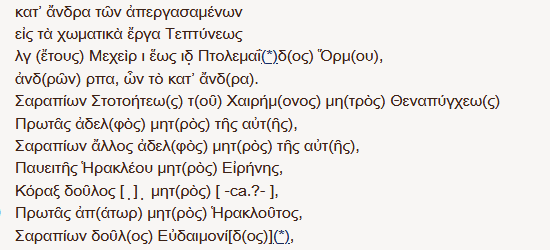 κατʼ ἄνδρα τῶν ἀπεργασαμένων
εἰς τὰ χωματικὰ ἔργα Τεπτύνεως
λγ (ἔτους) Μεχεὶρ ι ἕως ιδ̣ Πτολεμαΐ(*)δ(ος) Ὅρμ(ου),
ἀνδ(ρῶν) ρπα, ὧν τὸ κατʼ ἄνδ(ρα).
Σαραπίων Στοτοήτεω(ς) τ(οῦ) Χαιρήμ(ονος) μη(τρὸς) Θεναπύγχεω(ς)
Πρωτᾶς ἀδελ(φὸς) μητ(ρὸς) τῆς αὐτ(ῆς),
Σαραπίων ἄλλος ἀδελ(φὸς) μητ(ρὸς) τῆς αὐτ(ῆς),
Παυειτῆς Ἡρακλέου μητ(ρὸς) Εἰρήνης,
Κόραξ δοῦλος [ ̣] ̣ μητ(ρὸς) [ -ca.?- ],
Πρωτᾶς ἀπ(άτωρ) μητ(ρὸς) Ἡρακλοῦτος,
Σαραπίων δοῦλ(ος) Εὐδαιμονί[δ(ος)](*),